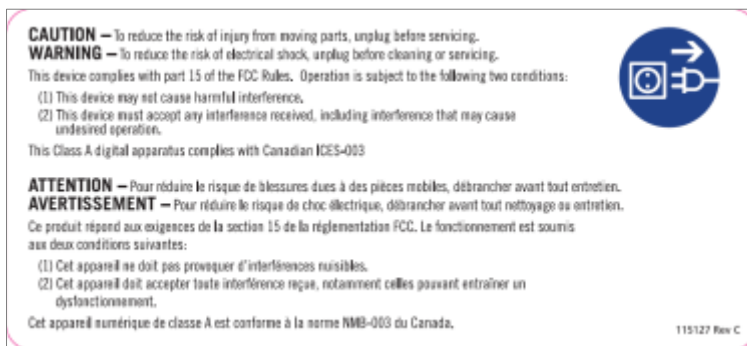 CAUTION – To reduce the risk of injury from moving parts, unplug before servicing.
WARNING – To reduce the risk of electrical shock, unplug before cleaning or servicing.
This device complies with part 15 of the FCC Rules. Operation is subject to the following two conditions:
(1) This device may not cause harmful interference.
(2) This device must accept any interference received, including interference that may cause
undesired operation.
This Class A digital apparatus complies with Canadian ICES-003
ATTENTION – Pour réduire le risque de blessures dues à des pièces mobiles, débrancher avant tout entretien.
AVERTISSEMENT – Pour réduire le risque de choc électrique, débrancher avant tout nettoyage ou entretien.
Ce produit répond aux exigences de la section 15 de la réglementation FCC. Le fonctionnement est soumis
aux deux conditions suivantes:
(1) Cet appareil ne doit pas provoquer d'interférences nuisibles.
(2) Cet appareil doit accepter toute interférence reçue, notamment celles pouvant entraîner un
dysfonctionnement.
Cet appareil numérique de classe A est conforme à la norme NMB-003 du Canada.
115127 Rev C